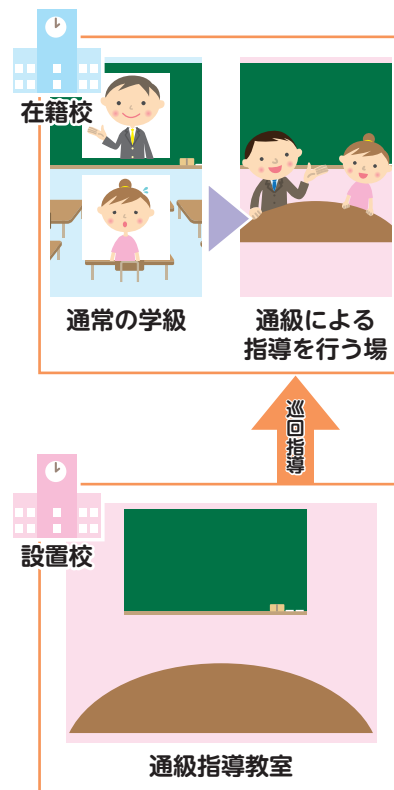 在籍校
通常の学級
通級による
指導を行う場
巡回指導
設置校
通級指導教室